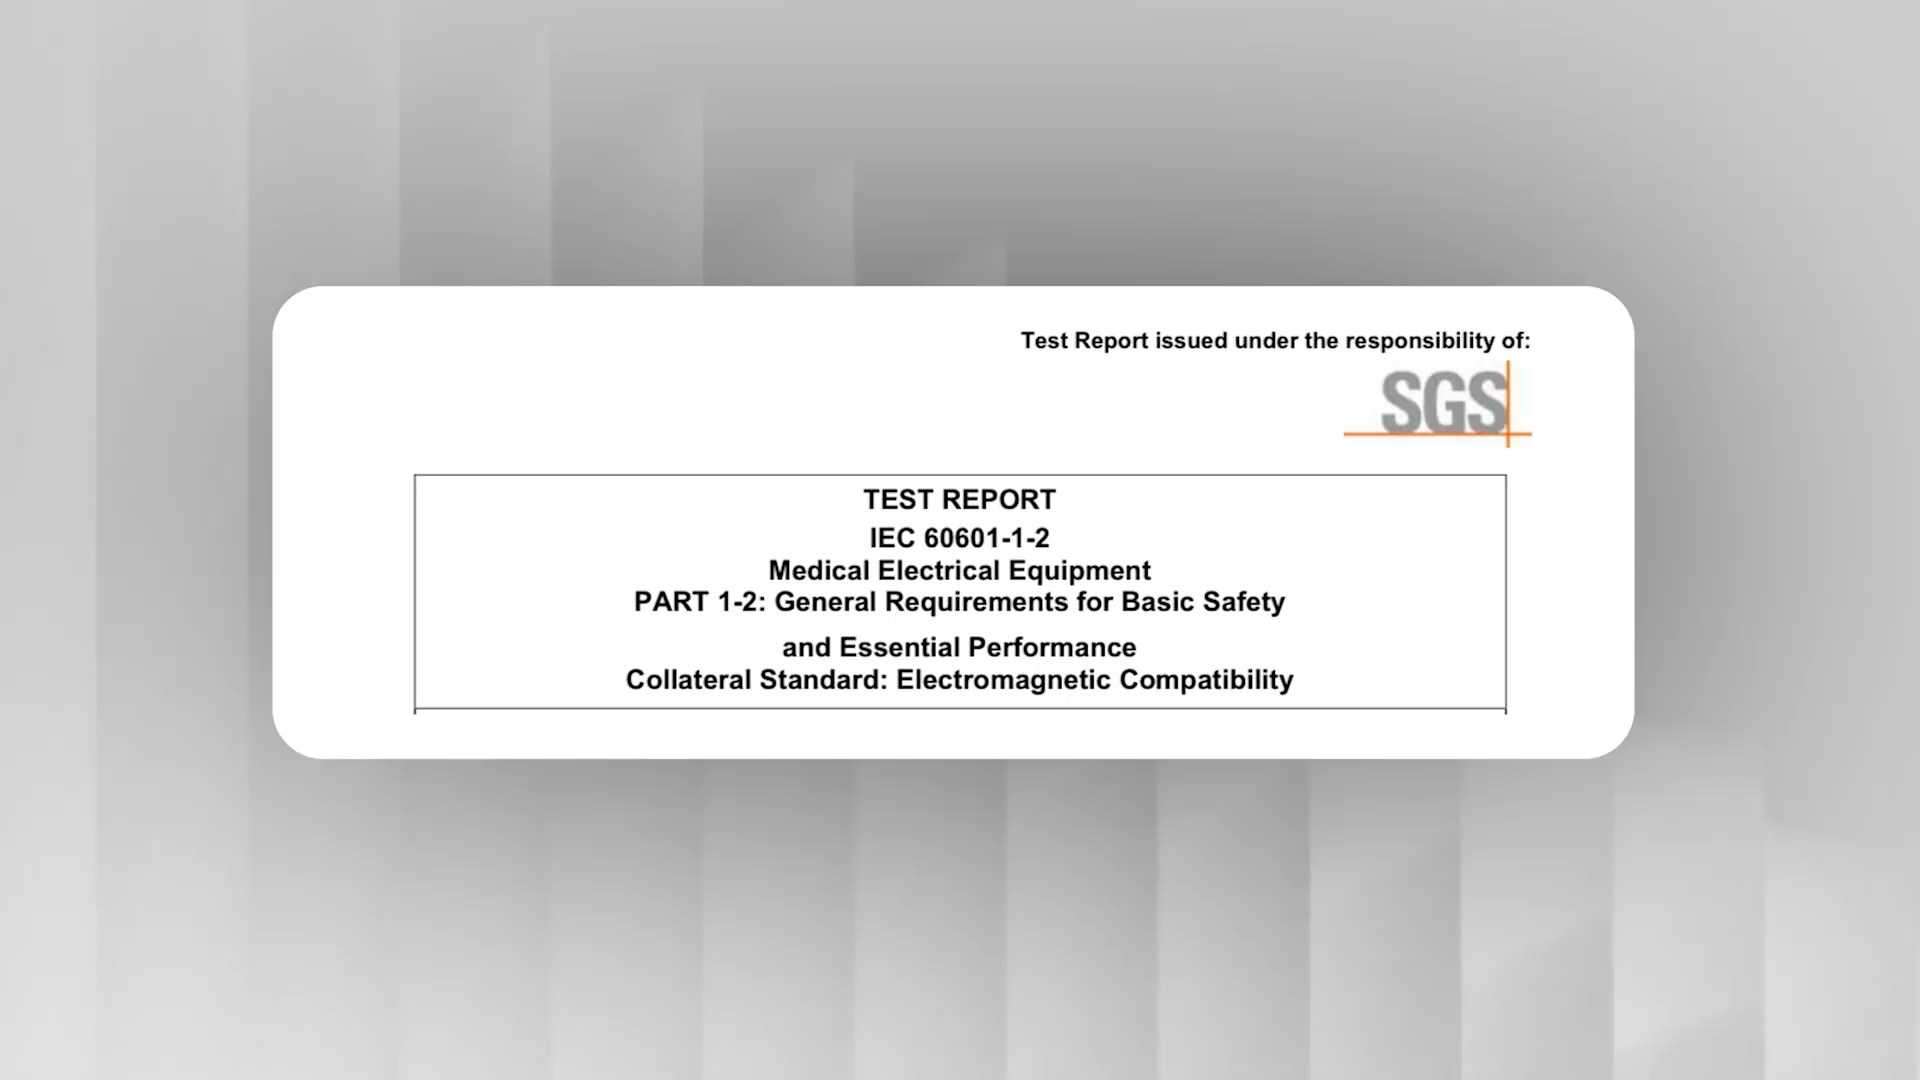 Test Report issued under the responsibility of:
SGS
TEST REPORT
IEC 60601-1-2
Medical Electrical Equipment
PART 1-2: General Requirements for Basic Safety
and Essential Performance
Collateral Standard: Electromagnetic Compatibility